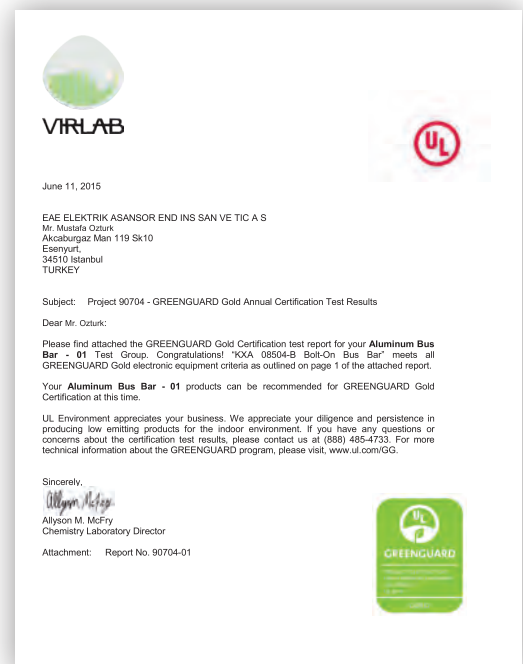 VIRLAB
UL
June 11, 2015
EAE ELEKTRIK ASANSOR END INS SAN VE TIC A S
Mr. Mustafa Ozturk
Akcaburgaz Man 119 Sk10
Esenyurt,
34510 Istanbul
TURKEY
Subject: Project 90704 - GREENGUARD Gold Annual Certification Test Results
Dear Mr. Ozturk:
Please find attached the GREENGUARD Gold Certification test report for your Aluminum Bus
Bar - 01 Test Group. Congratulations! "KXA 08504-B Bolt-On Bus Bar" meets all
GREENGUARD Gold electronic equipment criteria as outlined on page 1 of the attached report.
Your Aluminum Bus Bar - 01 products can be recommended for GREENGUARD Gold
Certification at this time.
UL Environment appreciates your business. We appreciate your diligence and persistence in
producing low emitting products for the indoor environment. If you have any questions or
concerns about the certification test results, please contact us at (888) 485-4733. For more
technical information about the GREENGUARD program, please visit, www.ul.com/GG.
Sincerely,
Allyson McFry
Allyson M. McFry
Chemistry Laboratory Director
Attachment: Report No. 90704-01
UL
GREENGUARD